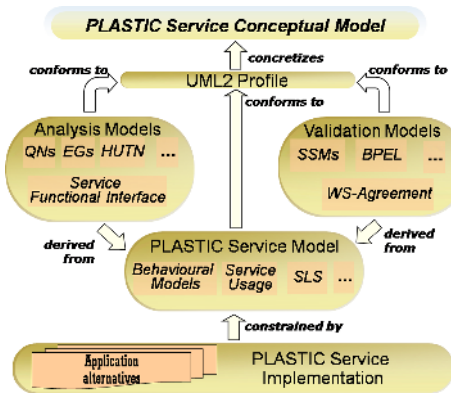 PLASTIC Service Conceptual Model
concretizes
conforms to
conforms to
UML2 Profile
conforms to
Analysis Models
QNs EGs HUTN ...
Service
Functional Interface
Validation Models
SSMs BPEL ...
WS-Agreement
derived
from
derived
from
PLASTIC Service Model
Behavioural
Models
Service
Usage
SLS
...
constrained by
Application
alternatives
PLASTIC Service
Implementation